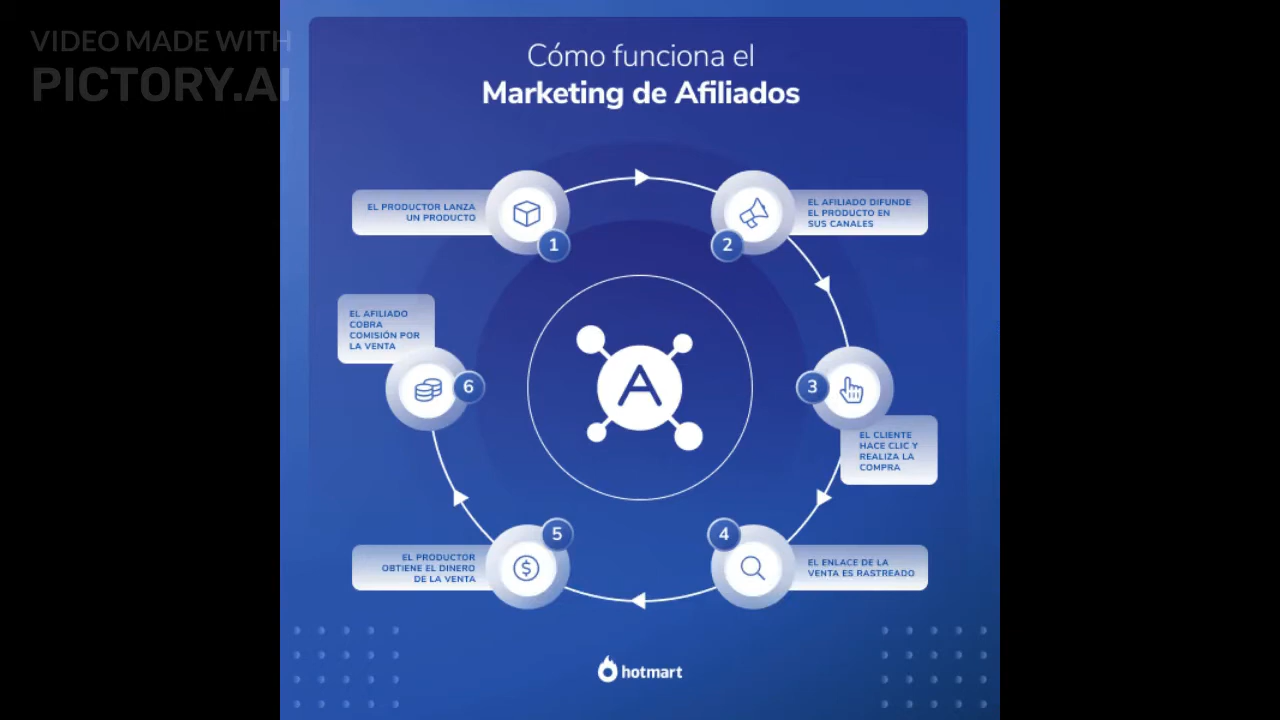 VIDEO MADE WITH
PICTORY.AI
Cómo funciona el
Marketing de Afiliados
EL PRODUCTOR LANZA
UN PRODUCTO
1
2
EL AFILIADO DIFUNDE
EL PRODUCTO EN
SUS CANALES
3
EL CLIENTE
HACE CLIC Y
REALIZA LA
COMPRA
4
EL ENLACE DE LA
VENTA ES RASTREADO
5
EL PRODUCTOR
OBTIENE EL DINERO
DE LA VENTA
6
EL AFILIADO
COBRA
COMISIÓN POR
LA VENTA
A
$
hotmart